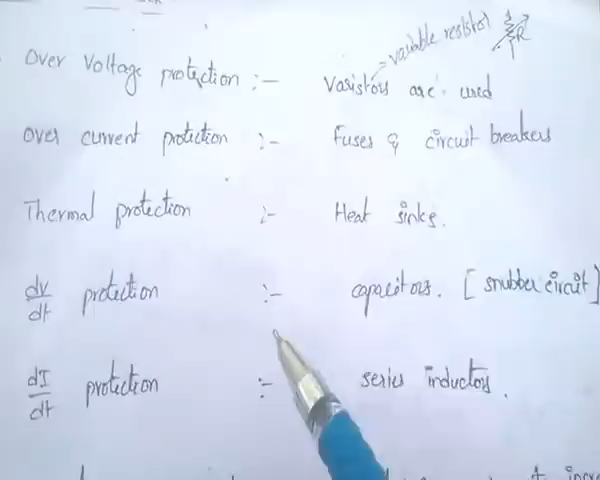 = variable resistor R
Over Voltage protection :- Varistors are used
Over current protection :- Fuses & circuit breakers
Thermal protection :- Heat sinks.
dv/dt protection :- capacitors. [snubber circuit]
dI/dt protection :- series inductors.